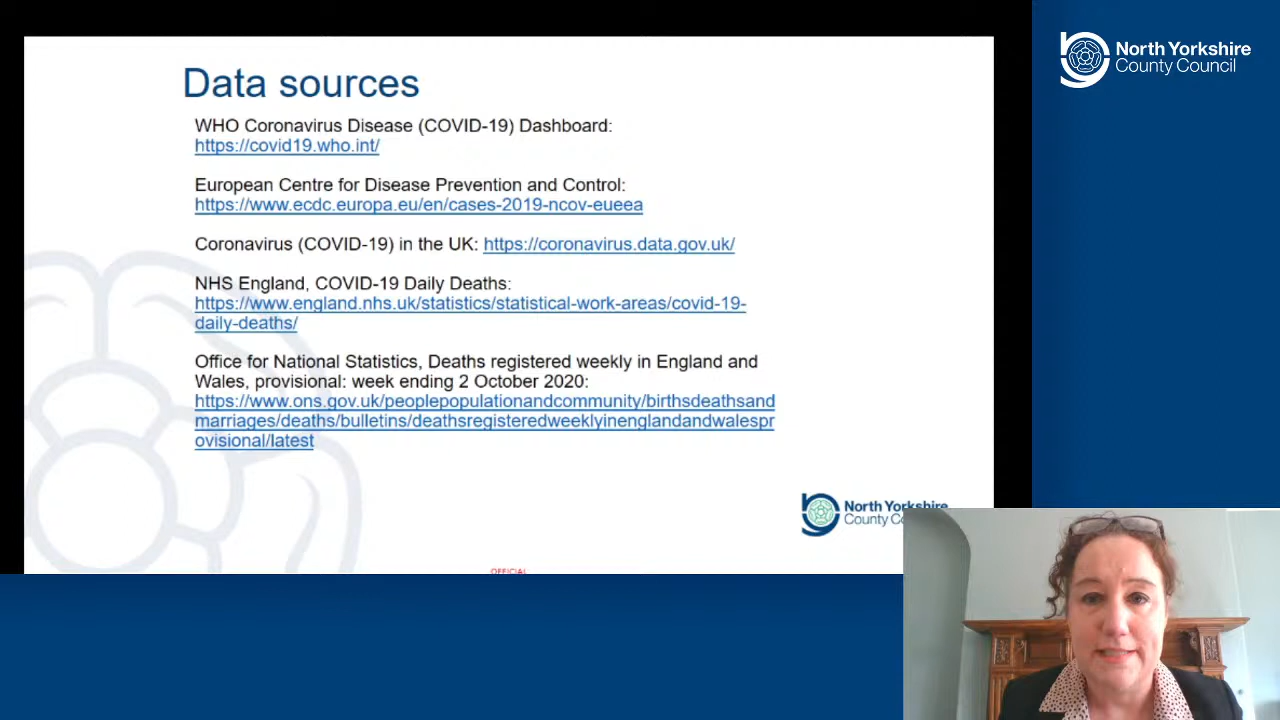 Data sources
WHO Coronavirus Disease (COVID-19) Dashboard:
https://covid19.who.int/
European Centre for Disease Prevention and Control:
https://www.ecdc.europa.eu/en/cases-2019-ncov-eueea
Coronavirus (COVID-19) in the UK: https://coronavirus.data.gov.uk/
NHS England, COVID-19 Daily Deaths:
https://www.england.nhs.uk/statistics/statistical-work-areas/covid-19-
daily-deaths/
Office for National Statistics, Deaths registered weekly in England and
Wales, provisional: week ending 2 October 2020:
https://www.ons.gov.uk/peoplepopulationandcommunity/birthsdeathsand
marriages/deaths/bulletins/deathsregisteredweeklyinenglandandwalespr
ovisional/latest
North Yorkshire
County
OFFICIAL
North Yorkshire
County Council